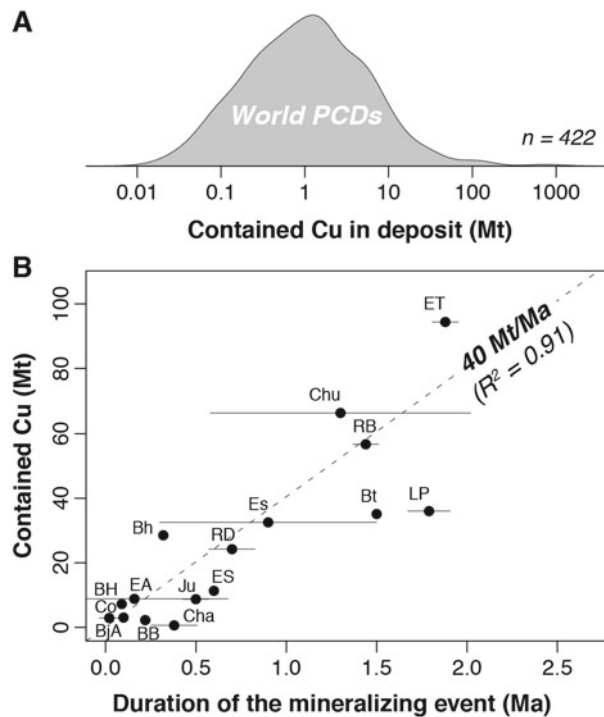 A
World PCDs
n = 422
0.01 0.1 1 10 100 1000
Contained Cu in deposit (Mt)
B
100
80
60
40
20
0
Contained Cu (Mt)
ET
40 Mt/Ma
(R² = 0.91)
Chu
RB
Es
Bt
LP
Bh
RD
BH
EA
Ju
ES
Co
BjA
BB
Cha
0.0 0.5 1.0 1.5 2.0 2.5
Duration of the mineralizing event (Ma)